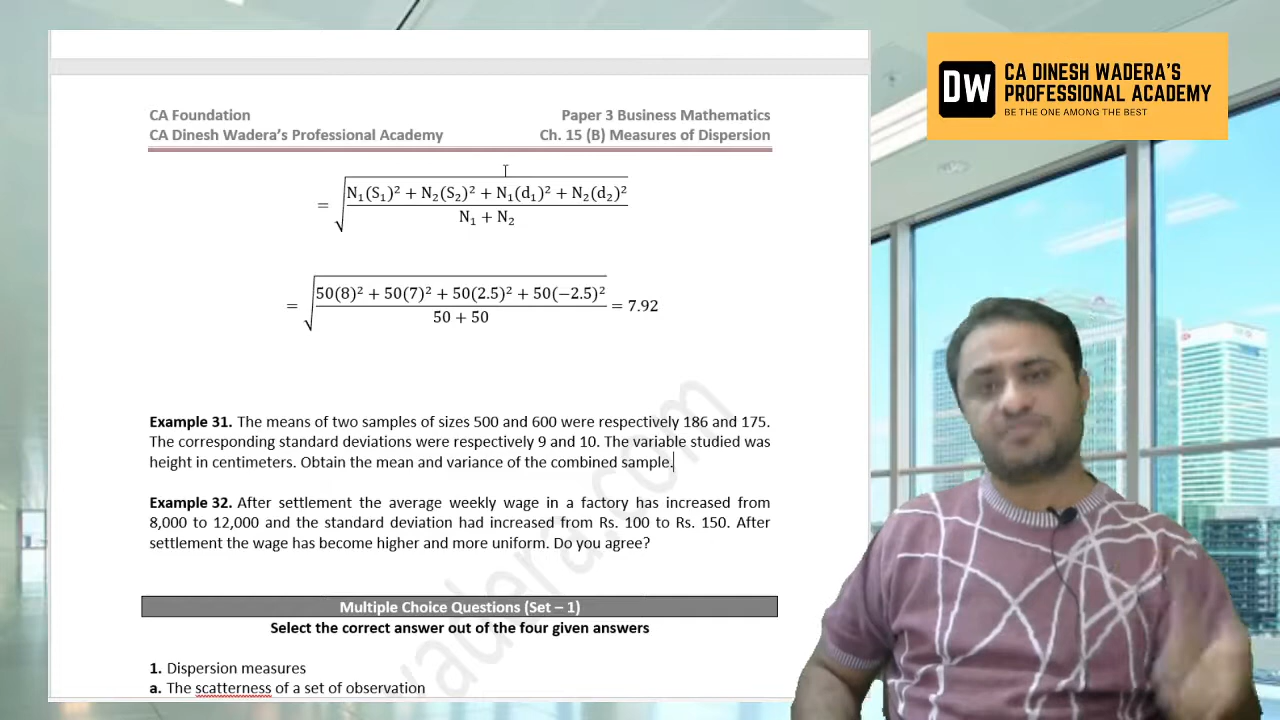 DW
CA DINESH WADERA'S
PROFESSIONAL ACADEMY
BE THE ONE AMONG THE BEST
CA Foundation Paper 3 Business Mathematics
CA Dinesh Wadera's Professional Academy Ch. 15 (B) Measures of Dispersion
= √((N₁(S₁)² + N₂(S₂)² + N₁(d₁)² + N₂(d₂)²) / (N₁ + N₂))
= √((50(8)² + 50(7)² + 50(2.5)² + 50(−2.5)²) / (50 + 50)) = 7.92
Example 31. The means of two samples of sizes 500 and 600 were respectively 186 and 175.
The corresponding standard deviations were respectively 9 and 10. The variable studied was
height in centimeters. Obtain the mean and variance of the combined sample.
Example 32. After settlement the average weekly wage in a factory has increased from
8,000 to 12,000 and the standard deviation had increased from Rs. 100 to Rs. 150. After
settlement the wage has become higher and more uniform. Do you agree?
Multiple Choice Questions (Set – 1)
Select the correct answer out of the four given answers
1. Dispersion measures
a. The scatterness of a set of observation